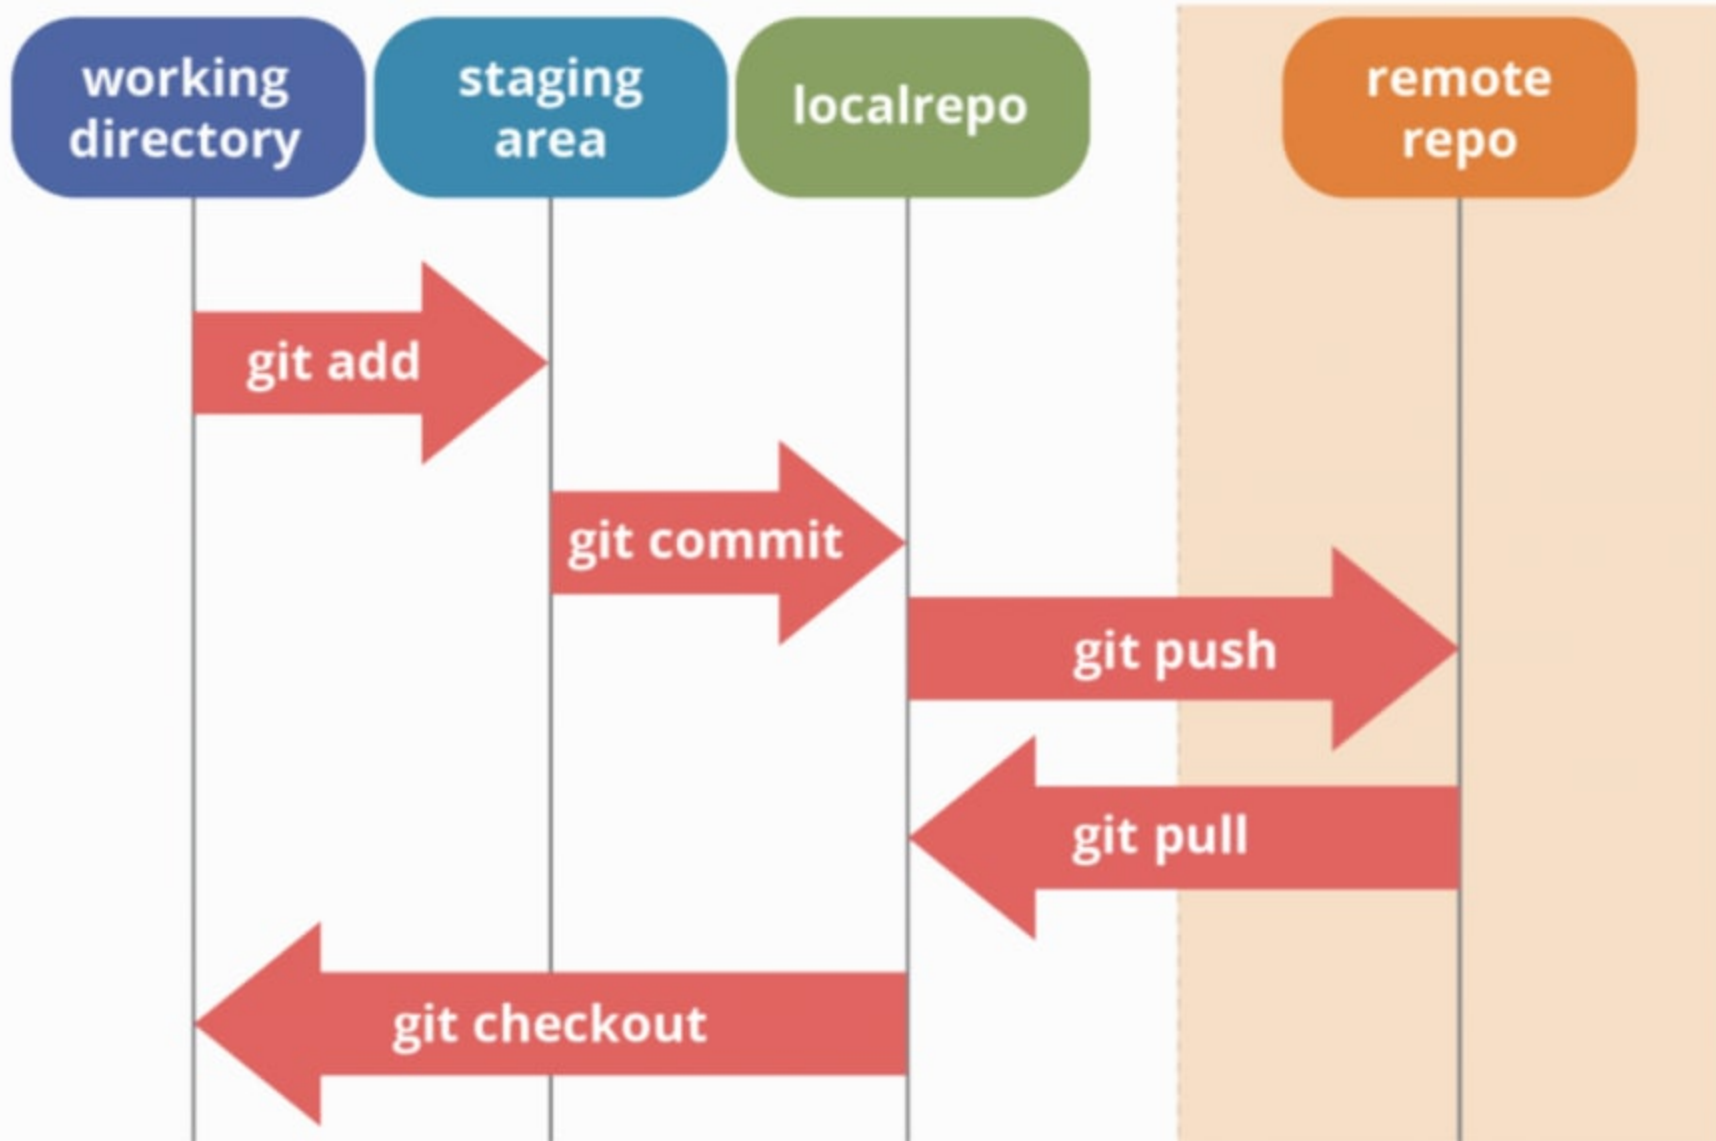 working
directory
staging
area
localrepo
remote
repo
git add
git commit
git push
git pull
git checkout